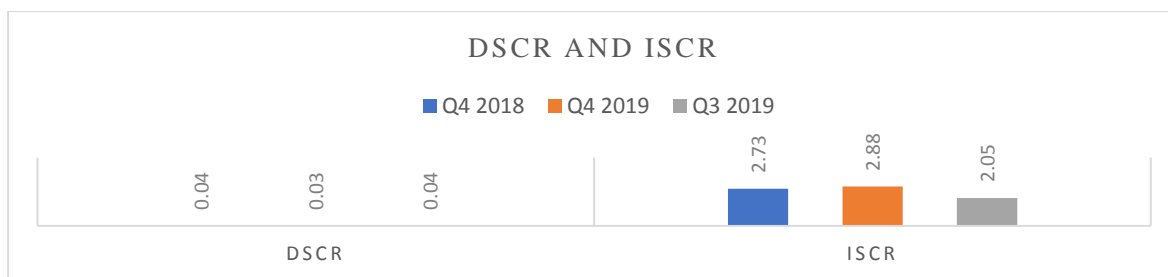 DSCR AND ISCR
Q4 2018 Q4 2019 Q3 2019
0.04 0.03 0.04 2.73 2.88 2.05
DSCR ISCR